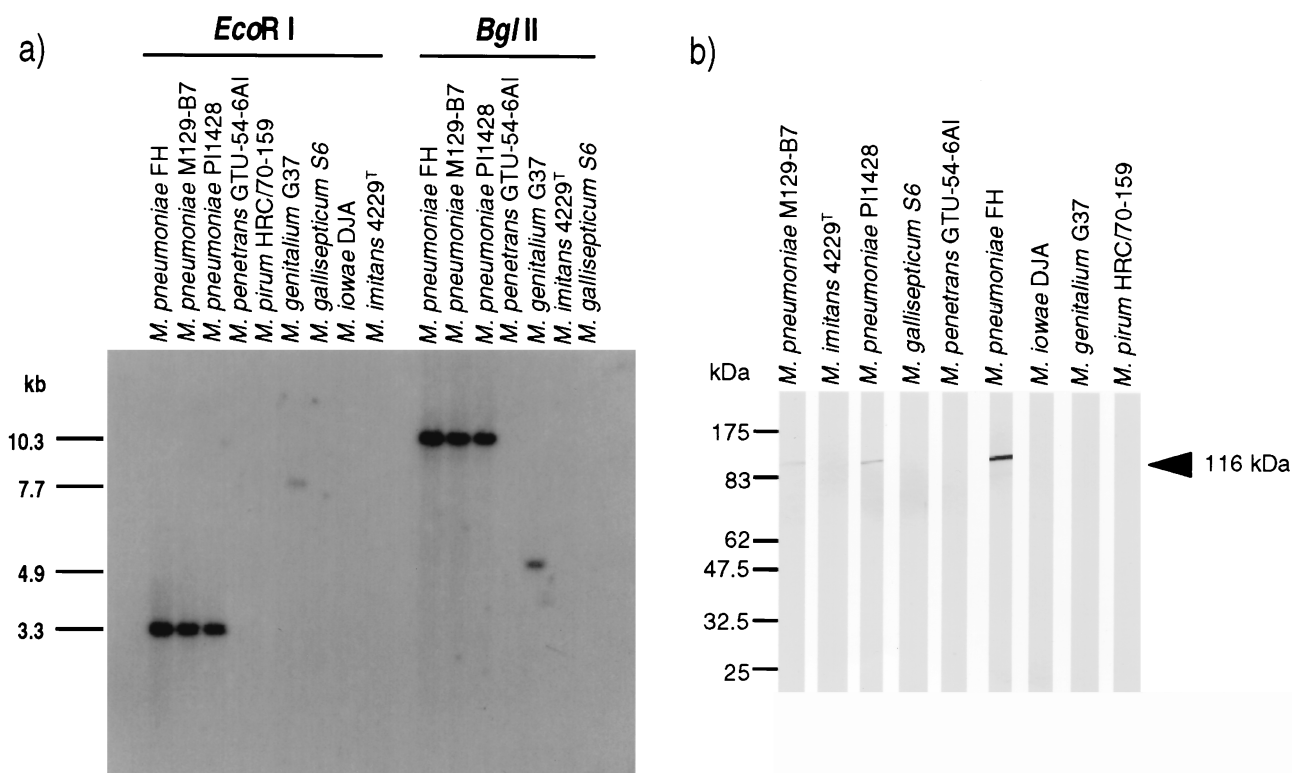 a)
EcoR I
Bgl II
M. pneumoniae FH
M. pneumoniae M129-B7
M. pneumoniae PI1428
M. penetrans GTU-54-6AI
M. pirum HRC/70-159
M. genitalium G37
M. gallisepticum S6
M. iowae DJA
M. imitans 4229T
M. pneumoniae FH
M. pneumoniae M129-B7
M. pneumoniae PI1428
M. penetrans GTU-54-6AI
M. genitalium G37
M. imitans 4229T
M. gallisepticum S6
kb
10.3
7.7
4.9
3.3
b)
M. pneumoniae M129-B7
M. imitans 4229T
M. pneumoniae PI1428
M. gallisepticum S6
M. penetrans GTU-54-6AI
M. pneumoniae FH
M. iowae DJA
M. genitalium G37
M. pirum HRC/70-159
kDa
175
83
62
47.5
32.5
25
116 kDa